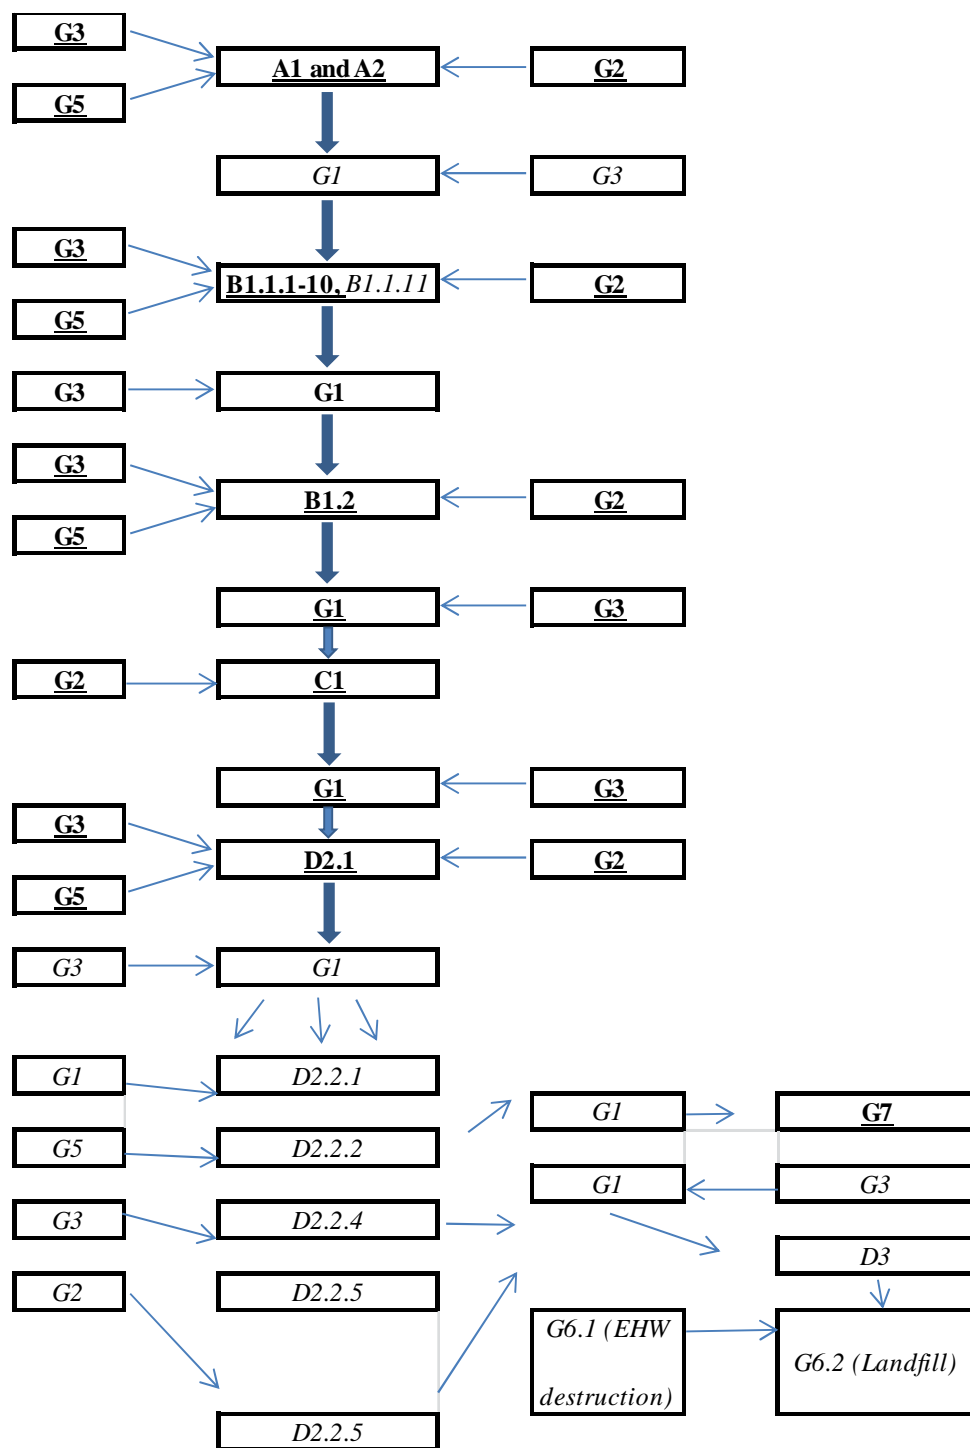 G3
A1 and A2
G2
G5
G1
G3
G3
B1.1.1-10, B1.1.11
G2
G5
G3
G1
G3
B1.2
G2
G5
G1
G3
G2
C1
G1
G3
G3
D2.1
G2
G5
G3
G1
G1
D2.2.1
G1
G7
G5
D2.2.2
G1
G3
G3
D2.2.4
D3
G2
D2.2.5
G6.1 (EHW
destruction)
G6.2 (Landfill)
D2.2.5